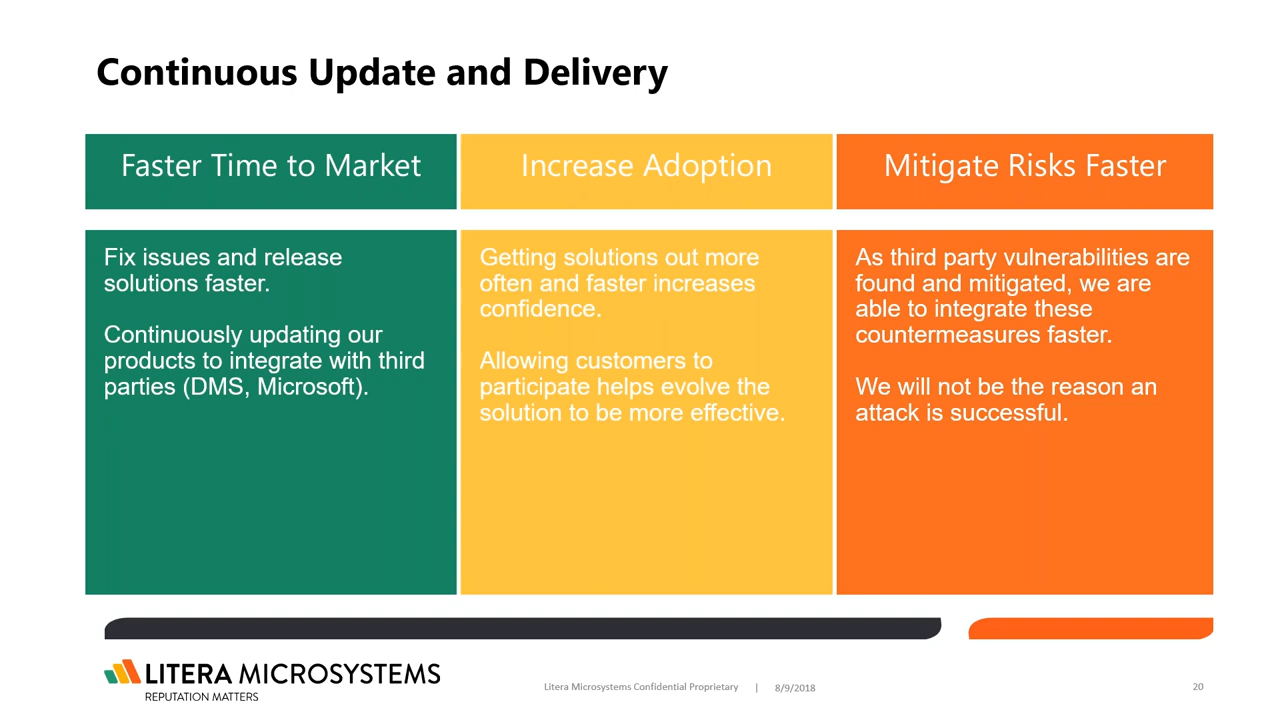 Continuous Update and Delivery
Faster Time to Market
Increase Adoption
Mitigate Risks Faster
Fix issues and release
solutions faster.
Continuously updating our
products to integrate with third
parties (DMS, Microsoft).
Getting solutions out more
often and faster increases
confidence.
Allowing customers to
participate helps evolve the
solution to be more effective.
As third party vulnerabilities are
found and mitigated, we are
able to integrate these
countermeasures faster.
We will not be the reason an
attack is successful.
LITERA MICROSYSTEMS
REPUTATION MATTERS
Litera Microsystems Confidential Proprietary | 8/9/2018
20